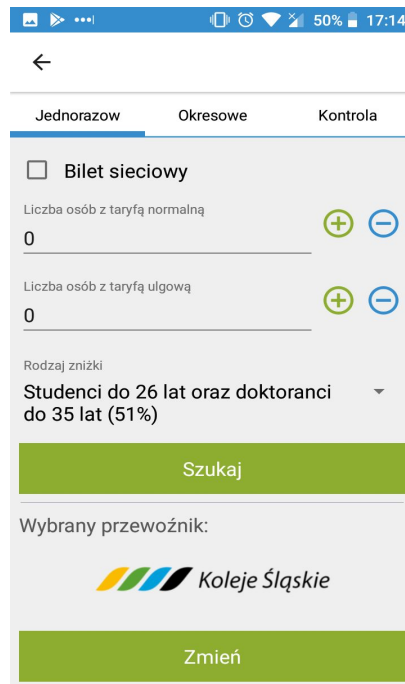 50% 17:14
Jednorazow Okresowe Kontrola
Bilet sieciowy
Liczba osób z taryfą normalną
0
Liczba osób z taryfą ulgową
0
Rodzaj zniżki
Studenci do 26 lat oraz doktoranci
do 35 lat (51%)
Szukaj
Wybrany przewoźnik:
Koleje Śląskie
Zmień